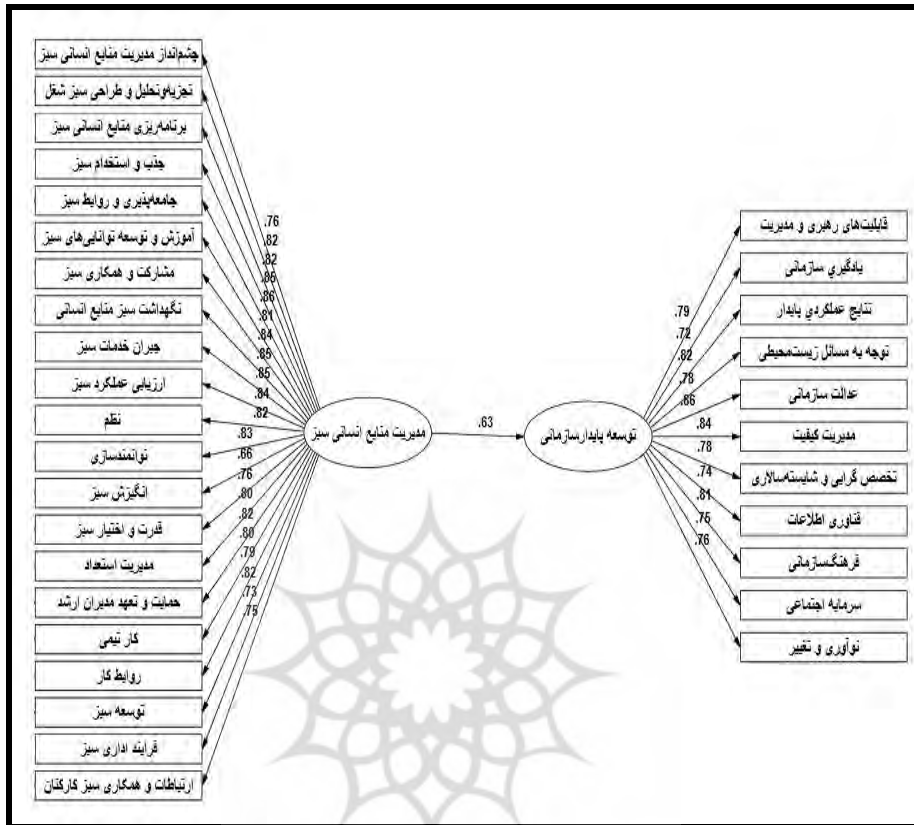 چشم‌انداز مدیریت منابع انسانی سبز
تجزیه‌وتحلیل و طراحی سبز شغل
برنامه‌ریزی منابع انسانی سبز
جذب و استخدام سبز
جامعه‌پذیری و روابط سبز
آموزش و توسعه توانایی‌های سبز
مشارکت و همکاری سبز
نگهداشت سبز منابع انسانی
جبران خدمات سبز
ارزیابی عملکرد سبز
نظم
توانمندسازی
انگیزش سبز
قدرت و اختیار سبز
مدیریت استعداد
حمایت و تعهد مدیران ارشد
کار تیمی
روابط کار
توسعه سبز
فرایند اداری سبز
ارتباطات و همکاری سبز کارکنان
.76
.82
.82
.85
.86
.81
.84
.85
.85
.84
.82
.83
.66
.76
.80
.82
.80
.79
.82
.73
.75
مدیریت منابع انسانی سبز
.63
توسعه پایدارسازمانی
.79
.72
.82
.78
.86
.84
.78
.74
.81
.75
.76
قابلیت‌های رهبری و مدیریت
یادگیري سازمانی
نتایج عملکردي پایدار
توجه به مسائل زیست‌محیطی
عدالت سازمانی
مدیریت کیفیت
تخصص گرایی و شایسته‌سالاری
فناوری اطلاعات
فرهنگ‌سازمانی
سرمایه اجتماعی
نوآوری و تغییر